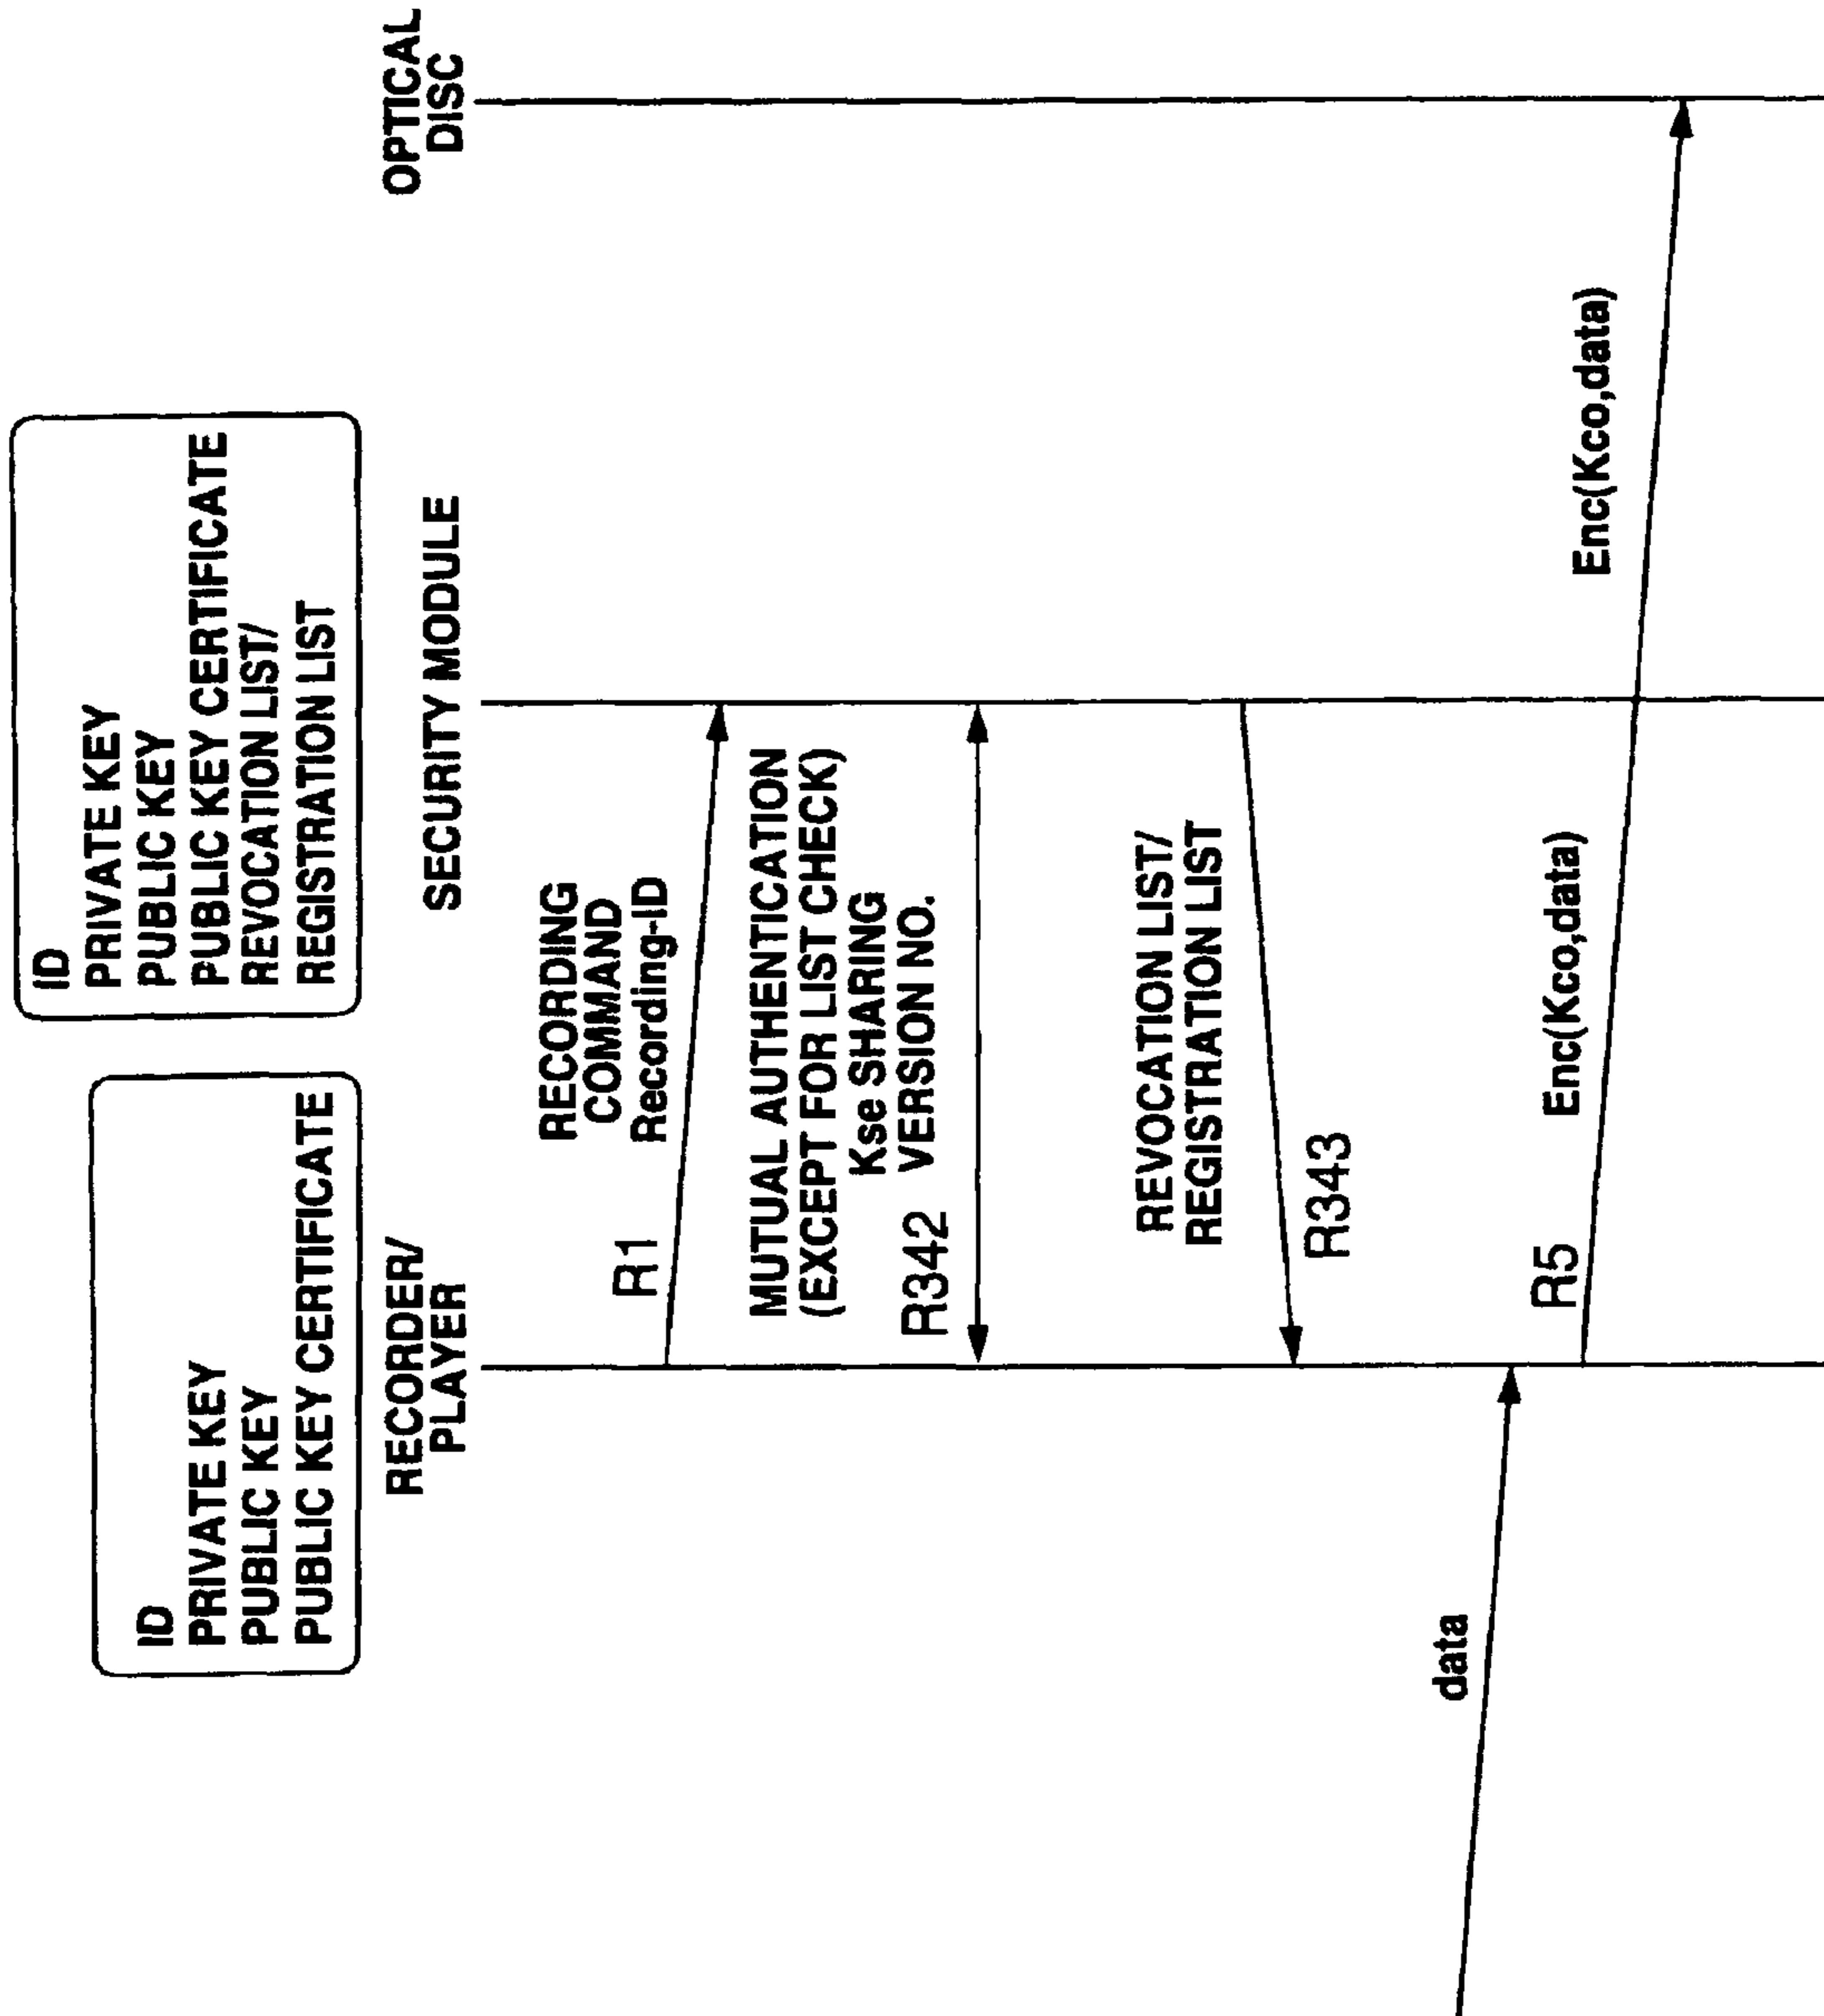 ID
PRIVATE KEY
PUBLIC KEY
PUBLIC KEY CERTIFICATE
ID
PRIVATE KEY
PUBLIC KEY
PUBLIC KEY CERTIFICATE
REVOCATION LIST/
REGISTRATION LIST
RECORDER/
PLAYER
SECURITY MODULE
OPTICAL
DISC
RECORDING
COMMAND
Recording-ID
R1
MUTUAL AUTHENTICATION
(EXCEPT FOR LIST CHECK)
Kse SHARING
R342 VERSION NO.
REVOCATION LIST/
REGISTRATION LIST
R343
data
R5
Enc(Kco,data)
Enc(Kco,data)